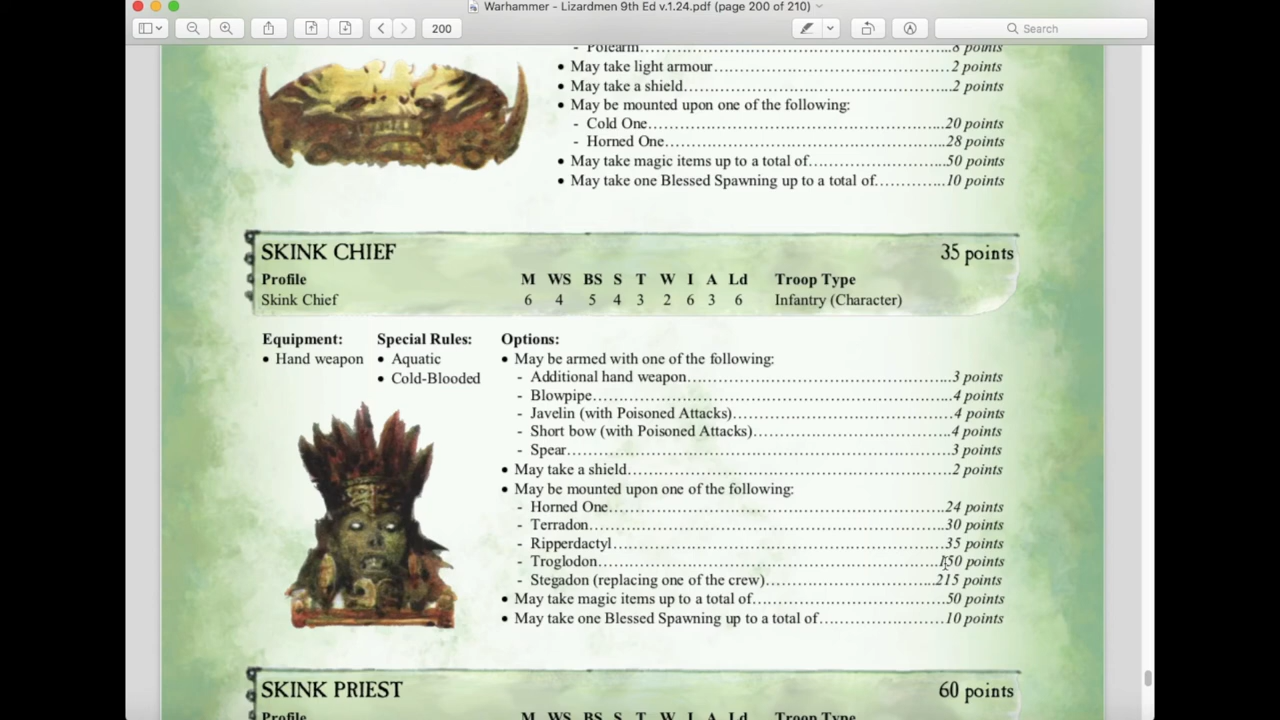 Warhammer - Lizardmen 9th Ed v.1.24.pdf (page 200 of 210)
200
Search
- Polearm...8 points
• May take light armour...2 points
• May take a shield...2 points
• May be mounted upon one of the following:
- Cold One...20 points
- Horned One...28 points
• May take magic items up to a total of...50 points
• May take one Blessed Spawning up to a total of...10 points
SKINK CHIEF 35 points
Profile M WS BS S T W I A Ld Troop Type
Skink Chief 6 4 5 4 3 2 6 3 6 Infantry (Character)
Equipment: Special Rules: Options:
• Hand weapon • Aquatic • May be armed with one of the following:
• Cold-Blooded - Additional hand weapon...3 points
- Blowpipe...4 points
- Javelin (with Poisoned Attacks)...4 points
- Short bow (with Poisoned Attacks)...4 points
- Spear...3 points
• May take a shield...2 points
• May be mounted upon one of the following:
- Horned One...24 points
- Terradon...30 points
- Ripperdactyl...35 points
- Troglodon...150 points
- Stegadon (replacing one of the crew)...215 points
• May take magic items up to a total of...50 points
• May take one Blessed Spawning up to a total of...10 points
SKINK PRIEST 60 points
Profile M WS BS S T W I A Ld Troop Type